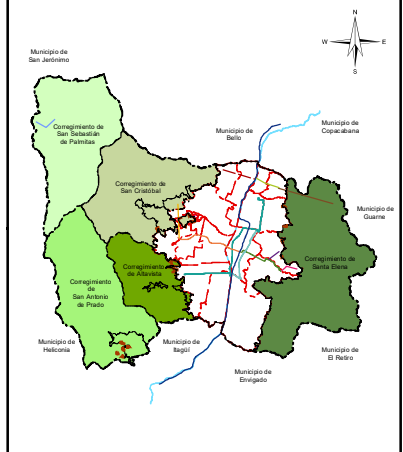 N
W
E
S
Municipio de
San Jerónimo
Municipio de
Copacabana
Municipio de
Bello
Corregimiento de
San Sebastián
de Palmitas
Corregimiento de
San Cristóbal
Municipio de
Guarne
Corregimiento de
Santa Elena
Corregimiento
de Altavista
Corregimiento
de
San Antonio
de Prado
Municipio de
Heliconia
Municipio de
Itagüí
Municipio de
El Retiro
Municipio de
Envigado